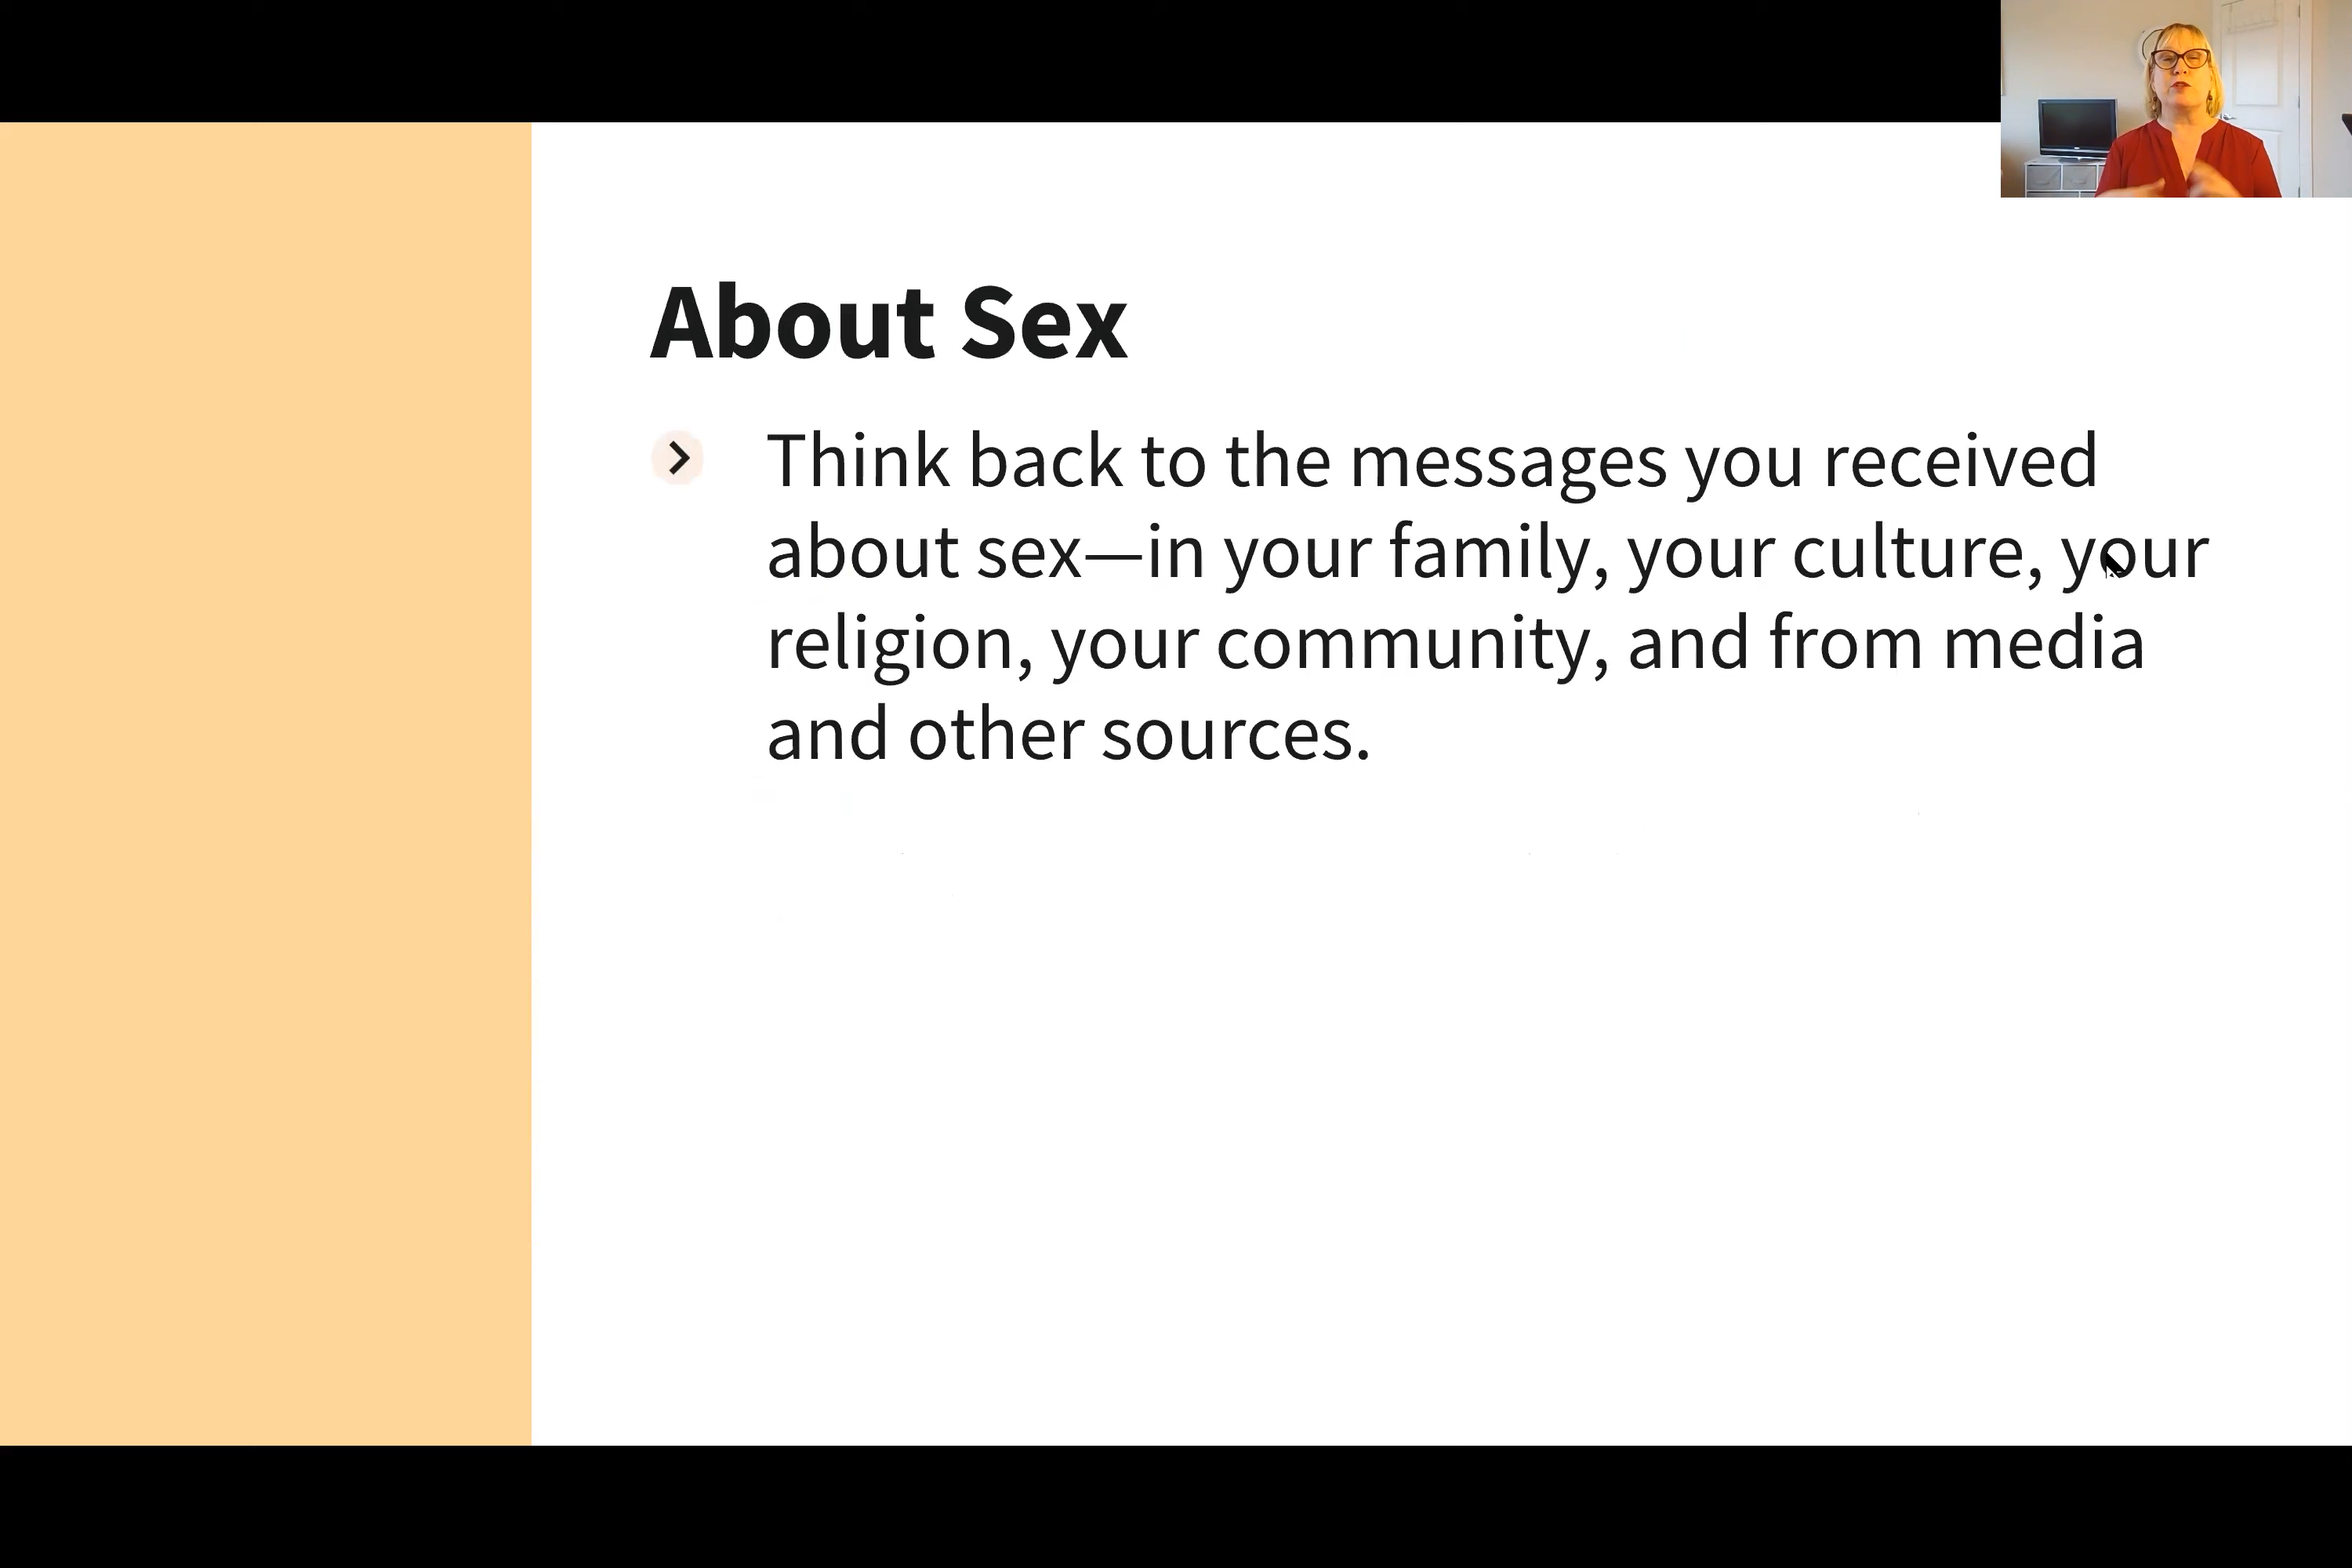 About Sex
Think back to the messages you received
about sex—in your family, your culture, your
religion, your community, and from media
and other sources.